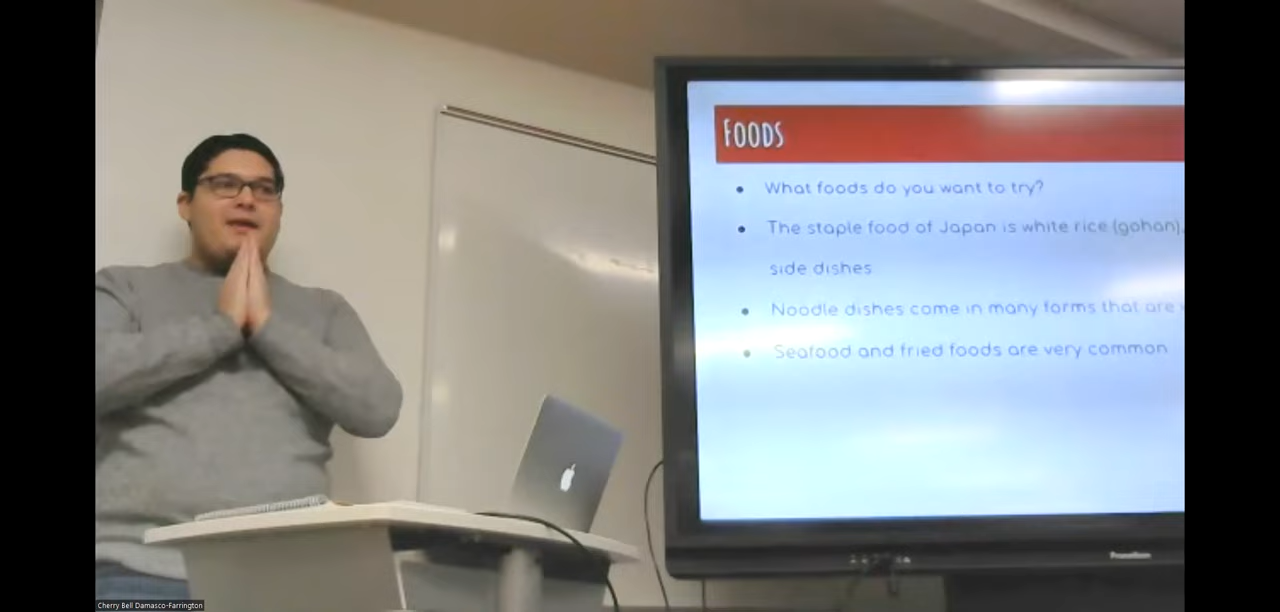 FOODS
What foods do you want to try?
The staple food of Japan is white rice (gohan),
side dishes
Noodle dishes come in many forms that are
Seafood and fried foods are very common
Promethean
Cherry Bell Damasco-Farrington